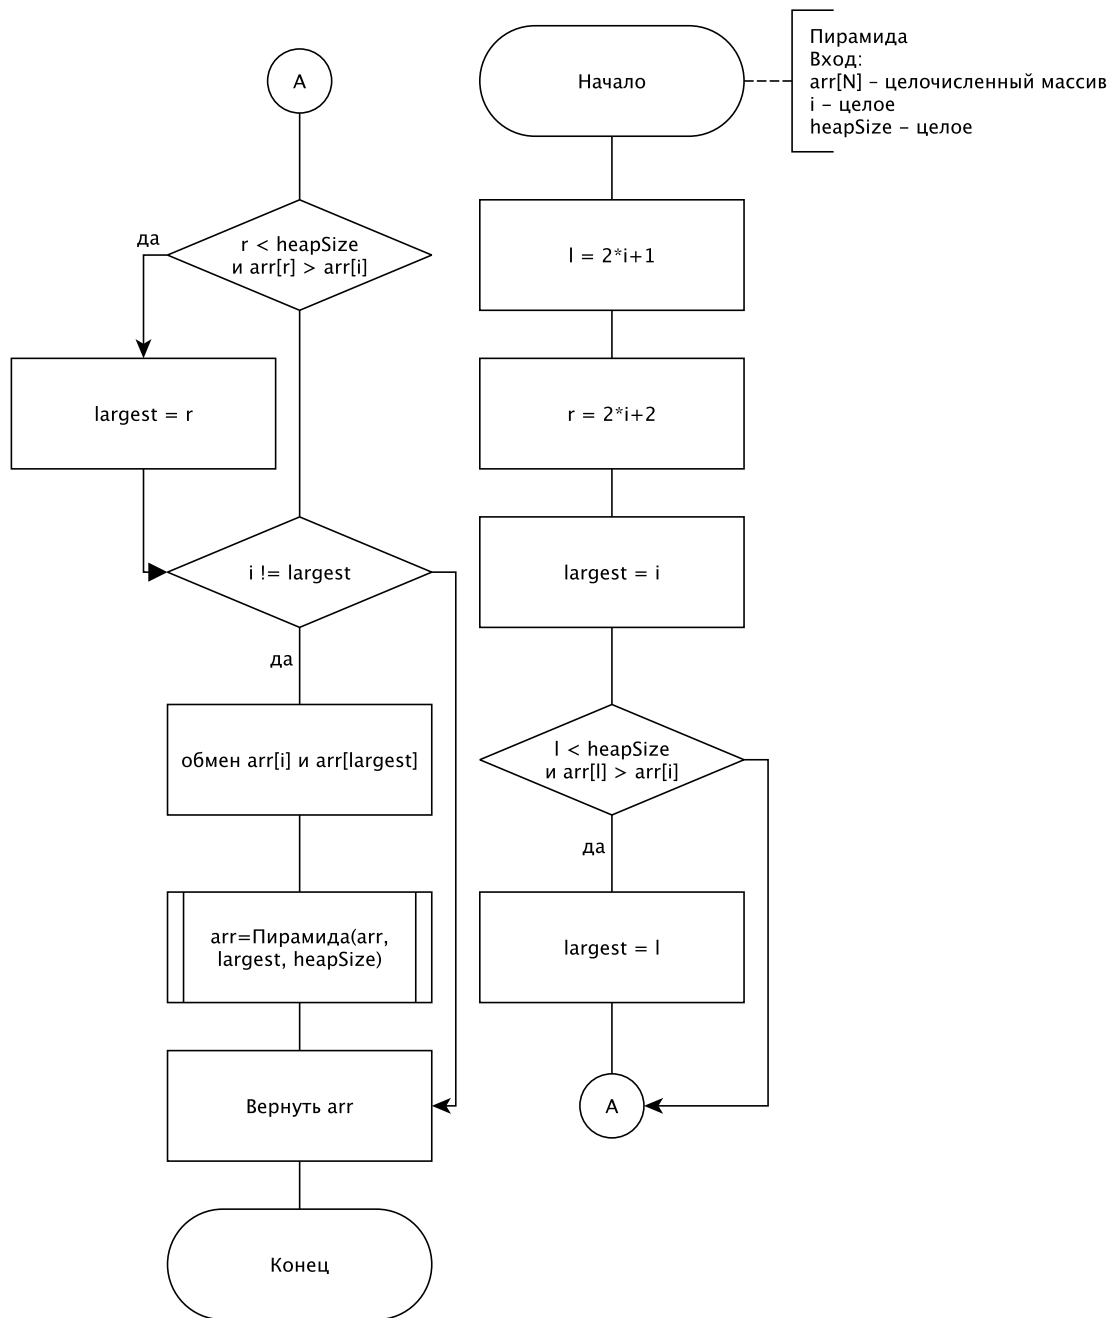 Начало
Пирамида
Вход:
arr[N] – целочисленный массив
i – целое
heapSize – целое
l = 2*i+1
r = 2*i+2
largest = i
l < heapSize
и arr[l] > arr[i]
да
largest = l
A
A
r < heapSize
и arr[r] > arr[i]
да
largest = r
i != largest
да
обмен arr[i] и arr[largest]
arr=Пирамида(arr,
largest, heapSize)
Вернуть arr
Конец